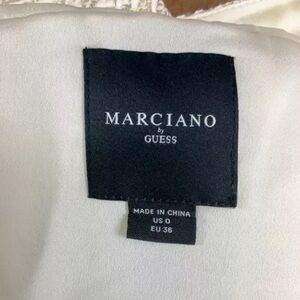 MARCIANO
by
GUESS
MADE IN CHINA
US 0
EU 36